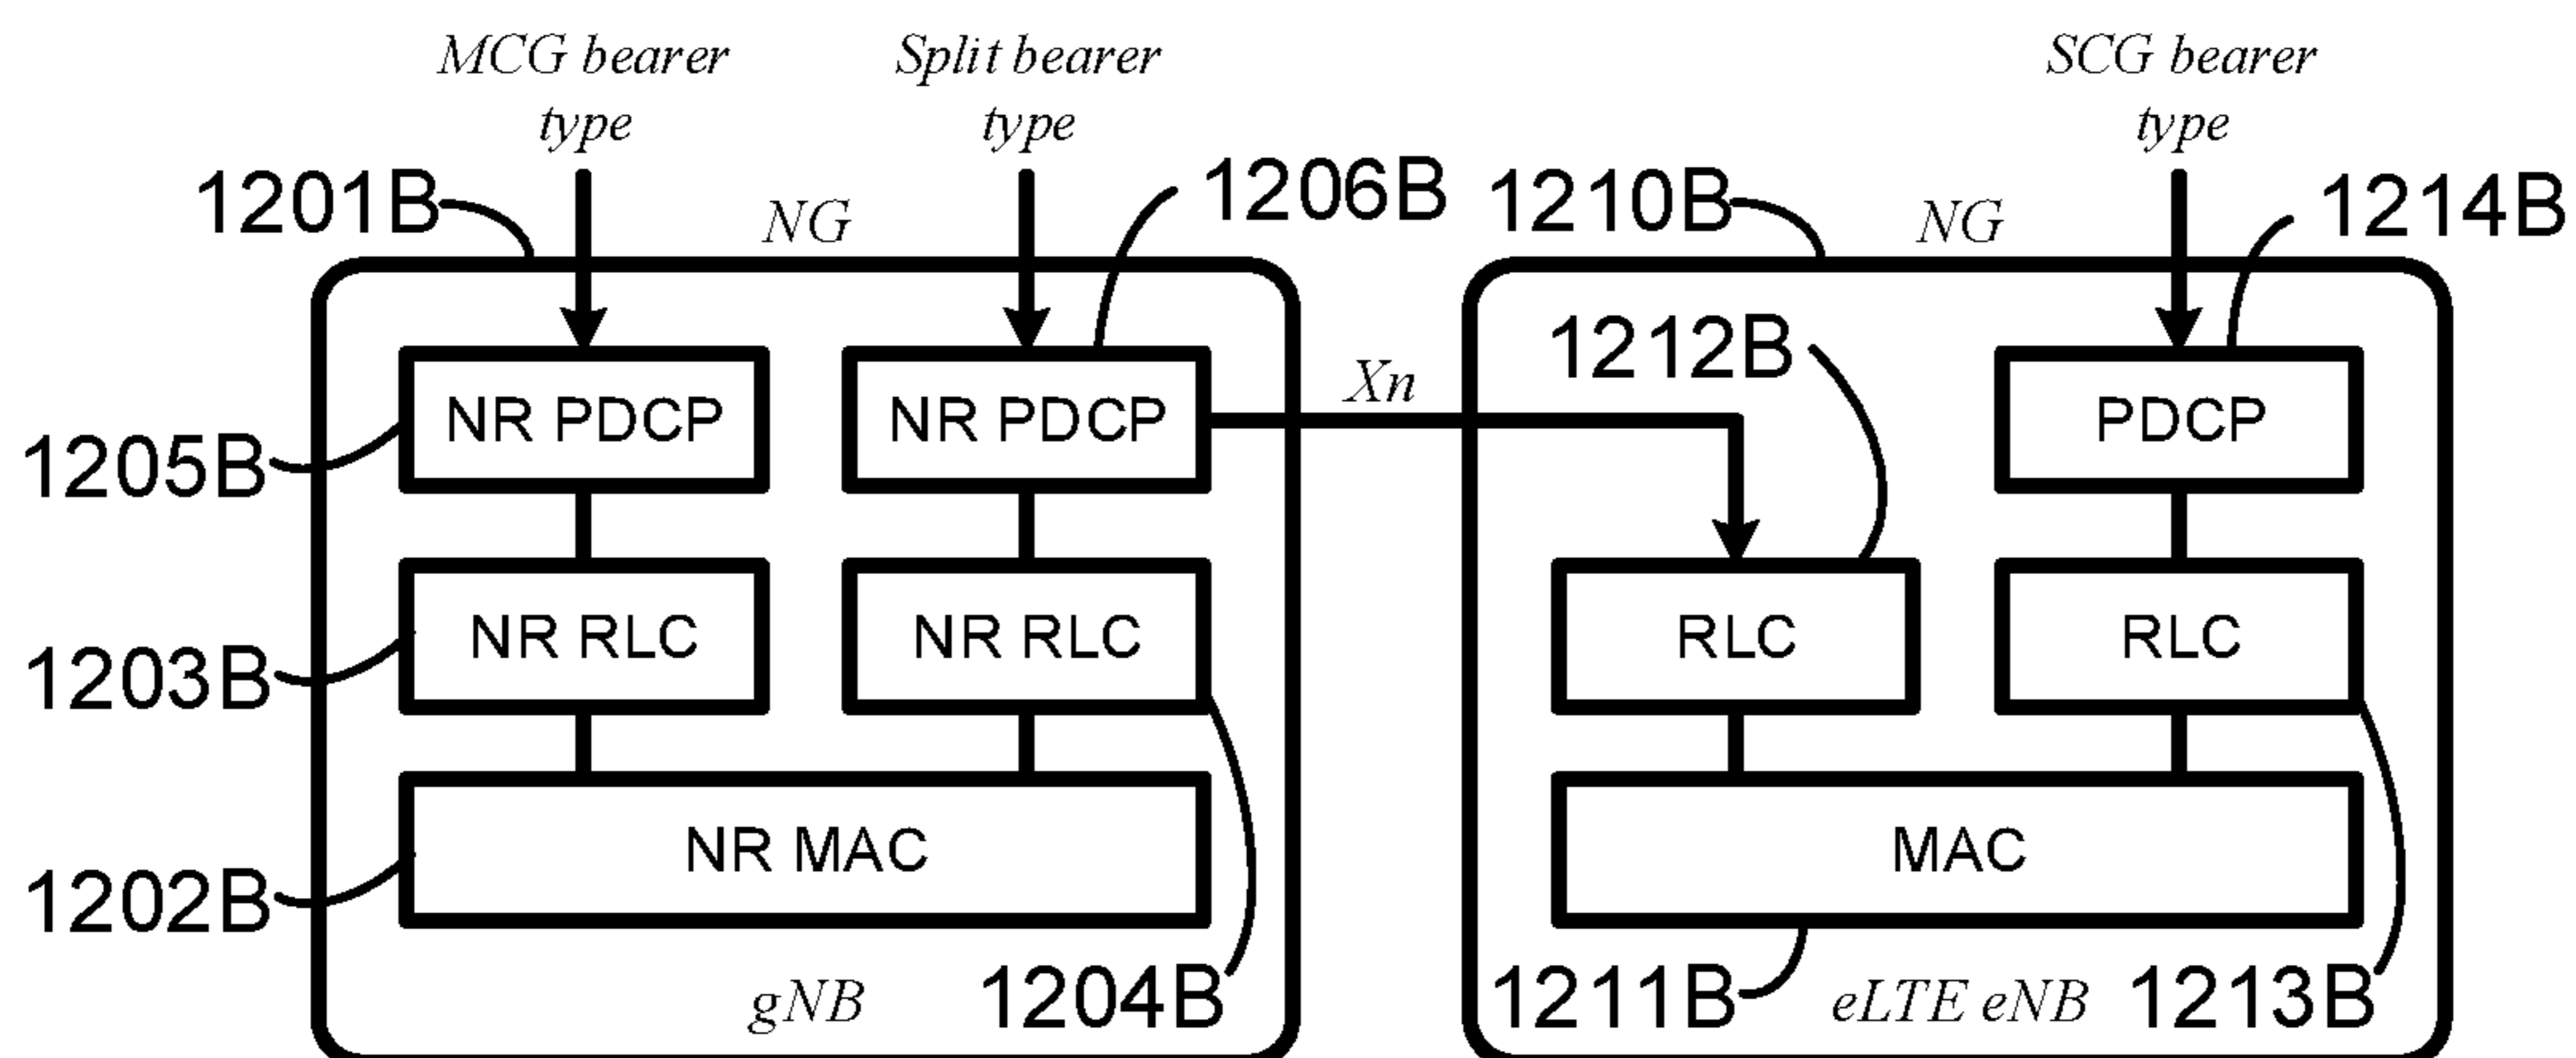 MCG bearer
type
Split bearer
type
SCG bearer
type
1201B
NG
1206B
1210B
NG
1214B
1212B
Xn
NR PDCP
NR PDCP
PDCP
1205B
NR RLC
NR RLC
RLC
RLC
1203B
NR MAC
MAC
1202B
gNB
1204B
1211B
eLTE eNB
1213B